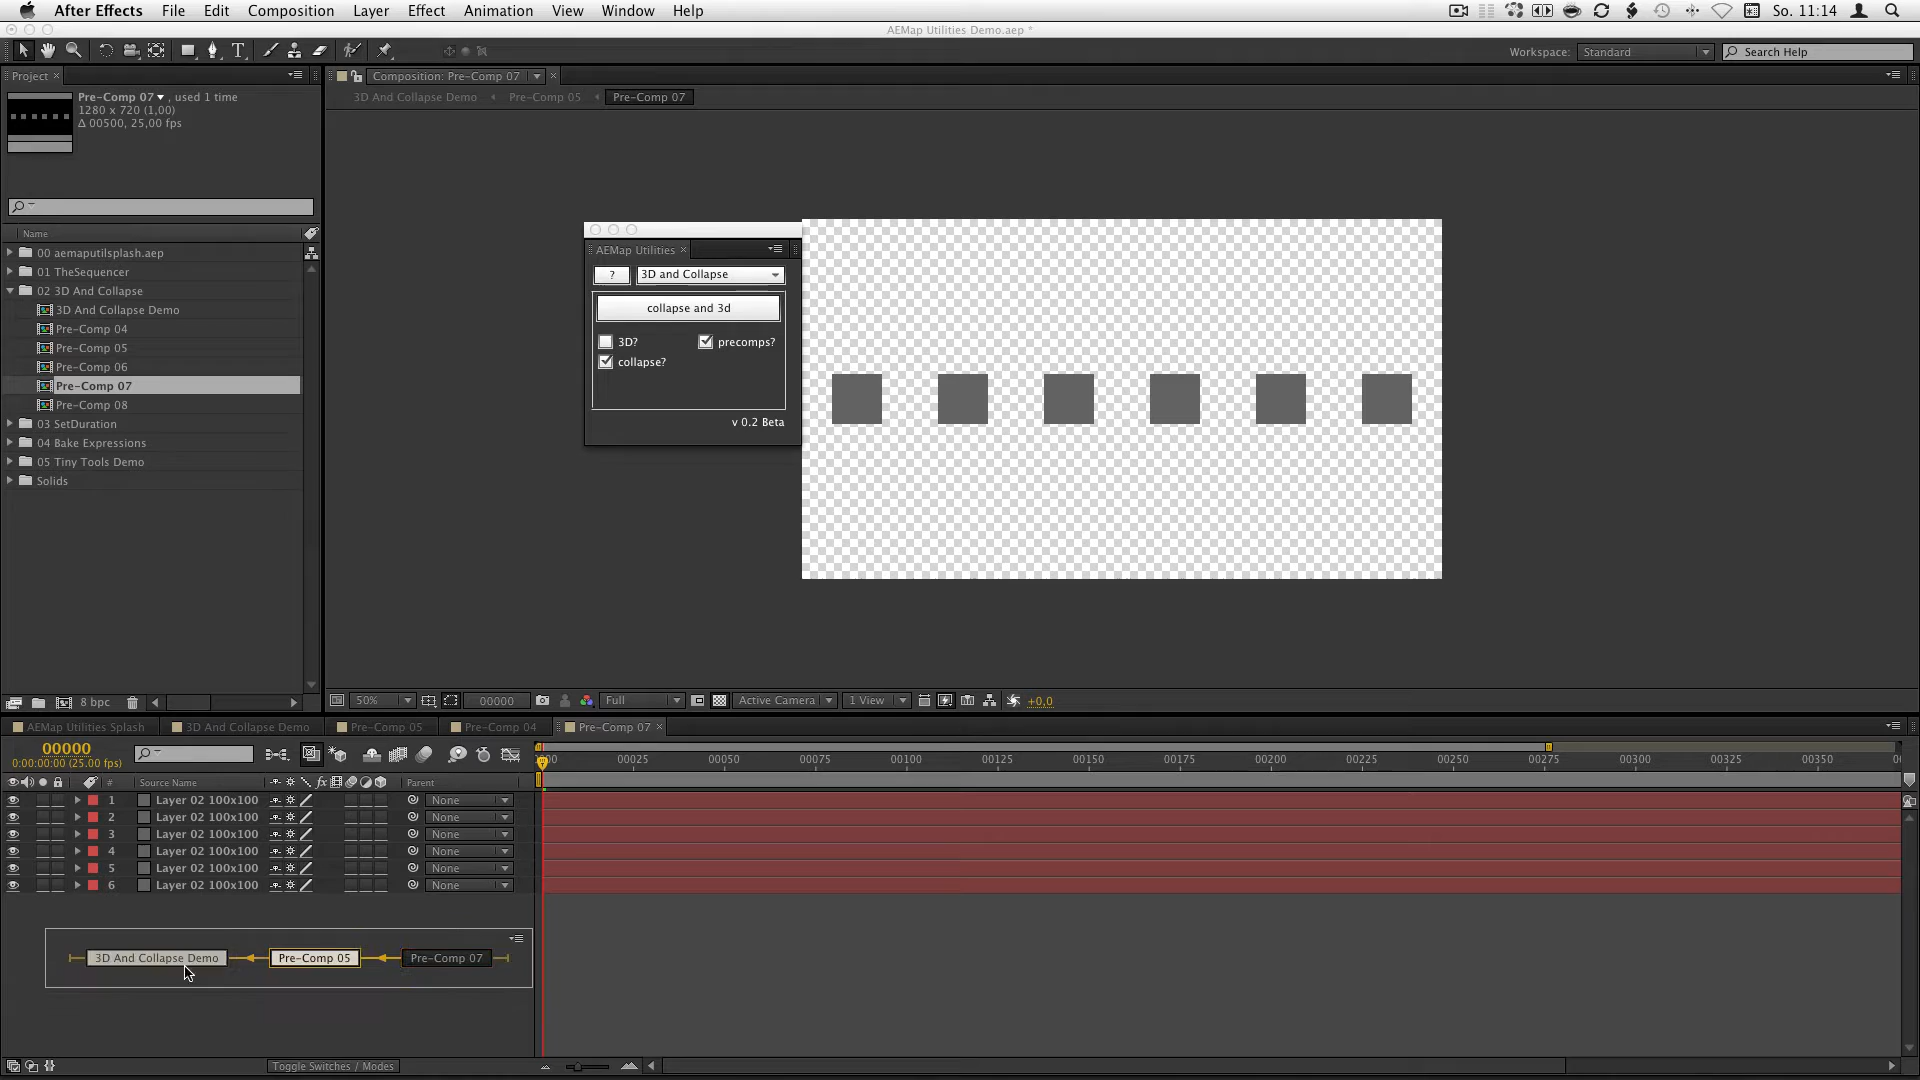 After Effects File Edit Composition Layer Effect Animation View Window Help So. 11:14
AEMap Utilities Demo.aep *
Workspace: Standard Search Help
Project
Pre-Comp 07 , used 1 time
1280 x 720 (1,00)
Δ 00500, 25,00 fps
Name
00 aemaputilsplash.aep
01 TheSequencer
02 3D And Collapse
3D And Collapse Demo
Pre-Comp 04
Pre-Comp 05
Pre-Comp 06
Pre-Comp 07
Pre-Comp 08
03 SetDuration
04 Bake Expressions
05 Tiny Tools Demo
Solids
8 bpc
Composition: Pre-Comp 07
3D And Collapse Demo Pre-Comp 05 Pre-Comp 07
AEMap Utilities
? 3D and Collapse
collapse and 3d
3D? precomps?
collapse?
v 0.2 Beta
50% 00000 Full Active Camera 1 View +0,0
AEMap Utilities Splash 3D And Collapse Demo Pre-Comp 05 Pre-Comp 04 Pre-Comp 07
00000
0:00:00:00 (25.00 fps)
00 00025 00050 00075 00100 00125 00150 00175 00200 00225 00250 00275 00300 00325 00350
# Source Name fx Parent
1 Layer 02 100x100 None
2 Layer 02 100x100 None
3 Layer 02 100x100 None
4 Layer 02 100x100 None
5 Layer 02 100x100 None
6 Layer 02 100x100 None
3D And Collapse Demo Pre-Comp 05 Pre-Comp 07
Toggle Switches / Modes